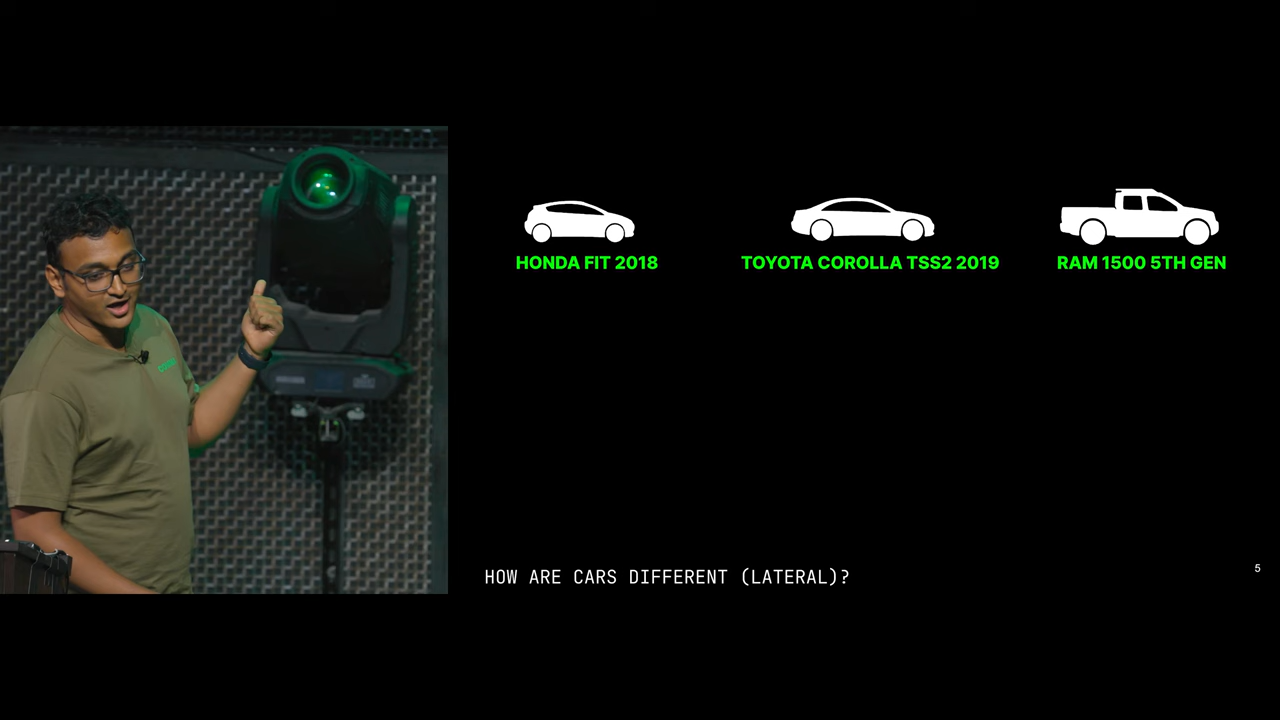 HONDA FIT 2018
TOYOTA COROLLA TSS2 2019
RAM 1500 5TH GEN
HOW ARE CARS DIFFERENT (LATERAL)?
5